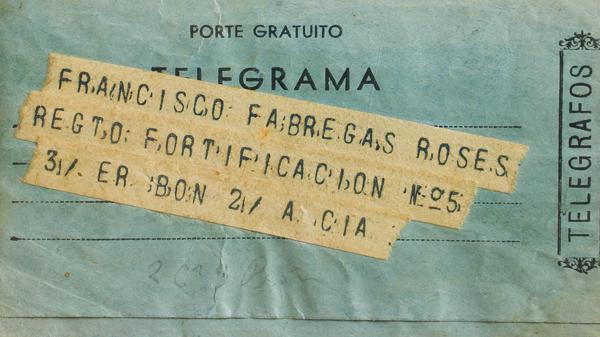 PORTE GRATUITO
TELEGRAMA
FRANCISCO FABREGAS ROSES
REGTO FORTIFICACION Nº5
3/ ER BON 2/ A CIA
TELEGRAFOS